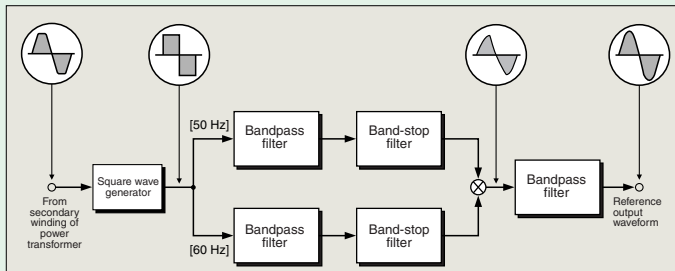 [50 Hz]
Bandpass
filter
Band-stop
filter
Square wave
generator
Bandpass
filter
From
secondary
winding of
power
transformer
Reference
output
waveform
Bandpass
filter
Band-stop
filter
[60 Hz]